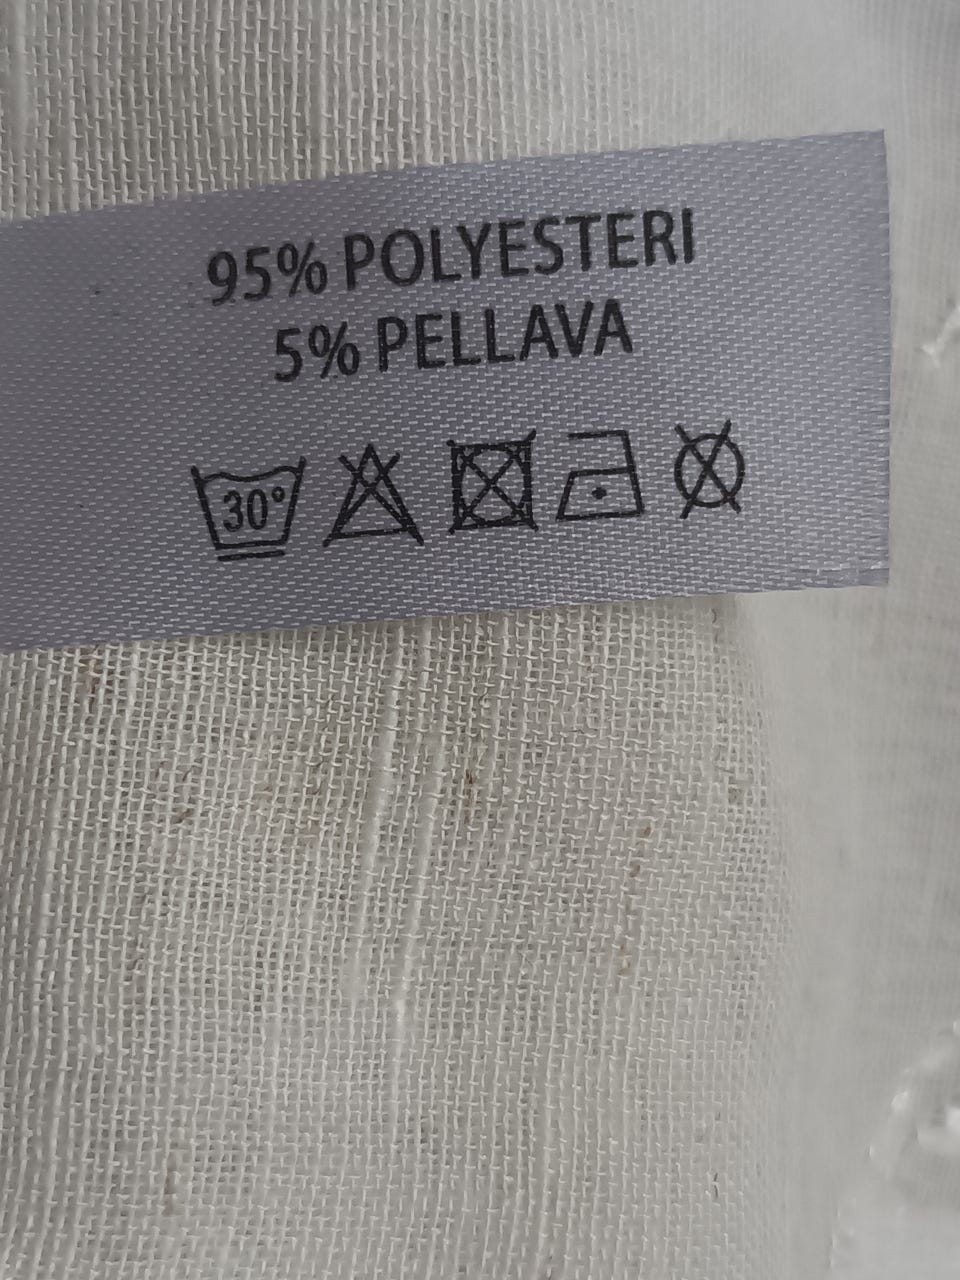 95% POLYESTERI
5% PELLAVA
30°